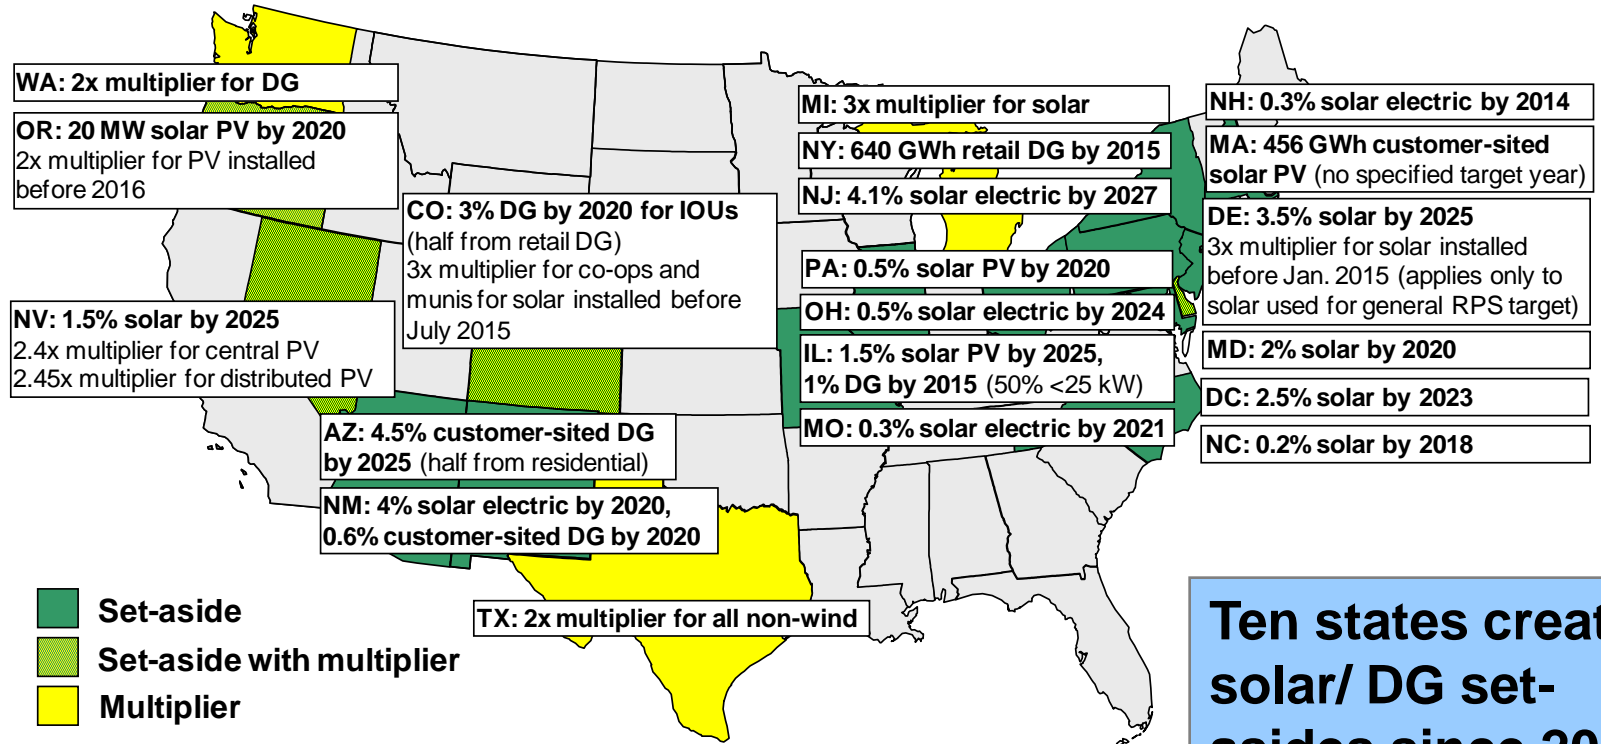 WA: 2x multiplier for DG
OR: 20 MW solar PV by 2020
2x multiplier for PV installed
before 2016
CO: 3% DG by 2020 for IOUs
(half from retail DG)
3x multiplier for co-ops and
munis for solar installed before
July 2015
NV: 1.5% solar by 2025
2.4x multiplier for central PV
2.45x multiplier for distributed PV
AZ: 4.5% customer-sited DG
by 2025 (half from residential)
NM: 4% solar electric by 2020,
0.6% customer-sited DG by 2020
TX: 2x multiplier for all non-wind
MI: 3x multiplier for solar
NY: 640 GWh retail DG by 2015
NJ: 4.1% solar electric by 2027
PA: 0.5% solar PV by 2020
OH: 0.5% solar electric by 2024
IL: 1.5% solar PV by 2025,
1% DG by 2015 (50% <25 kW)
MO: 0.3% solar electric by 2021
NH: 0.3% solar electric by 2014
MA: 456 GWh customer-sited
solar PV (no specified target year)
DE: 3.5% solar by 2025
3x multiplier for solar installed
before Jan. 2015 (applies only to
solar used for general RPS target)
MD: 2% solar by 2020
DC: 2.5% solar by 2023
NC: 0.2% solar by 2018
Set-aside
Set-aside with multiplier
Multiplier
Ten states
solar/ DG set-
asides since